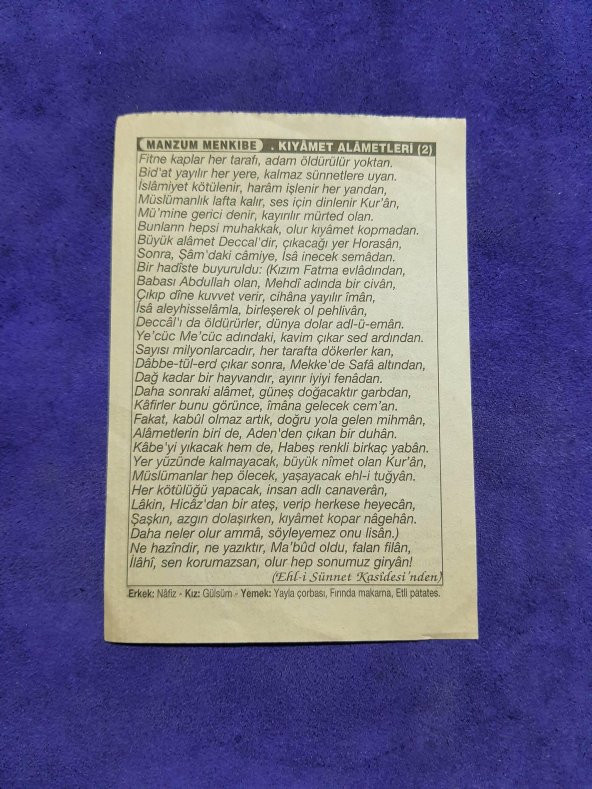 MANZUM MENKIBE . KIYÂMET ALÂMETLERİ (2)
Fitne kaplar her tarafı, adam öldürülür yoktan.
Bid'at yayılır her yere, kalmaz sünnetlere uyan.
İslâmiyet kötülenir, harâm işlenir her yandan,
Müslümanlık lafta kalır, ses için dinlenir Kur'ân,
Mü'mine gerici denir, kayırılır mürted olan.
Bunların hepsi muhakkak, olur kıyâmet kopmadan.
Büyük alâmet Deccal'dir, çıkacağı yer Horasân,
Sonra, Şâm'daki câmiye, Îsâ inecek semâdan.
Bir hadîste buyuruldu: (Kızım Fatma evlâdından,
Babası Abdullah olan, Mehdî adında bir civân,
Çıkıp dîne kuvvet verir, cihâna yayılır îmân,
Îsâ aleyhisselâmla, birleşerek ol pehlivân,
Deccâl'ı da öldürürler, dünya dolar adl-ü-emân.
Ye'cüc Me'cüc adındaki, kavim çıkar sed ardından.
Sayısı milyonlarcadır, her tarafta dökerler kan,
Dâbbe-tül-erd çıkar sonra, Mekke'de Safâ altından,
Dağ kadar bir hayvandır, ayırır iyiyi fenâdan.
Daha sonraki alâmet, güneş doğacaktır garbdan,
Kâfirler bunu görünce, îmâna gelecek cem'an.
Fakat, kabûl olmaz artık, doğru yola gelen mihmân,
Alâmetlerin biri de, Aden'den çıkan bir duhân.
Kâbe'yi yıkacak hem de, Habeş renkli birkaç yabân.
Yer yüzünde kalmayacak, büyük nîmet olan Kur'ân,
Müslümanlar hep ölecek, yaşayacak ehl-i tuğyân.
Her kötülüğü yapacak, insan adlı canaverân,
Lâkin, Hicâz'dan bir ateş, verip herkese heyecân,
Şaşkın, azgın dolaşırken, kıyâmet kopar nâgehân.
Daha neler olur ammâ, söyleyemez onu lisân.)
Ne hazîndir, ne yazıktır, Ma'bûd oldu, falan filân,
İlâhî, sen korumazsan, olur hep sonumuz giryân!
(Ehl-i Sünnet Kasîdesi'nden)
Erkek: Nâfiz - Kız: Gülsüm - Yemek: Yayla çorbası, Fırında makarna, Etli patates.